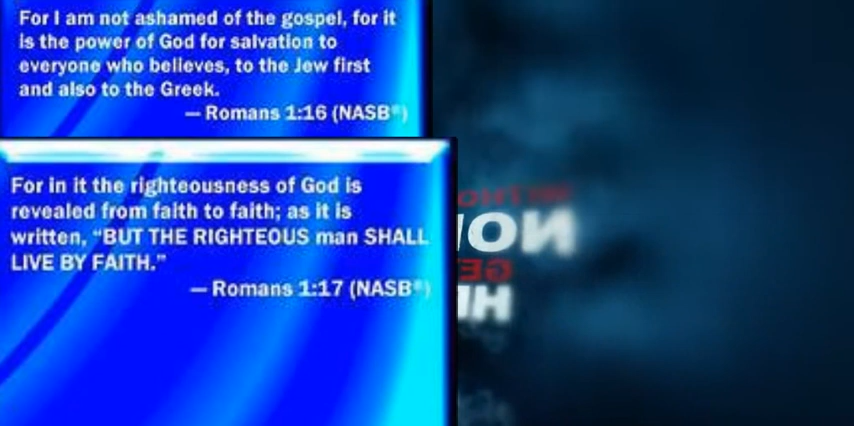 For I am not ashamed of the gospel, for it
is the power of God for salvation to
everyone who believes, to the Jew first
and also to the Greek.
— Romans 1:16 (NASB®)
For in it the righteousness of God is
revealed from faith to faith; as it is
written, “BUT THE RIGHTEOUS man SHALL
LIVE BY FAITH.”
— Romans 1:17 (NASB®)